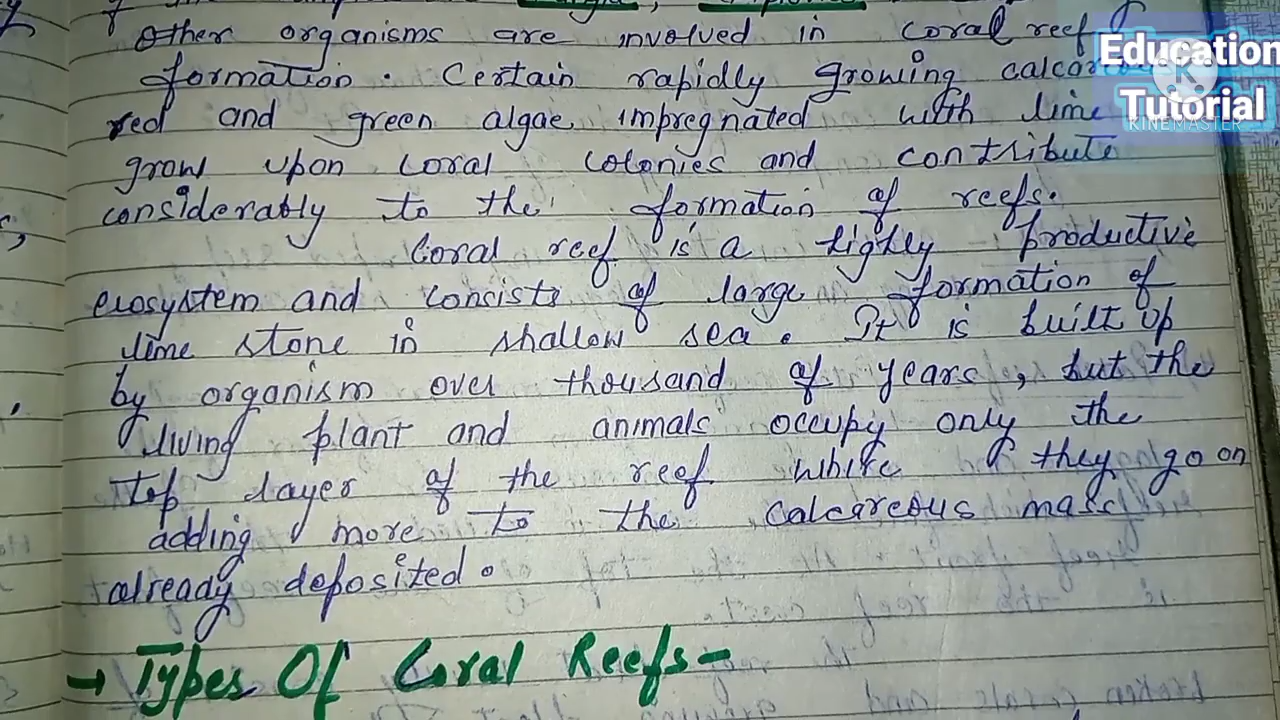 Other organisms are involved in coral reef
formation. Certain rapidly growing
red and green algae impregnated with lime
grow upon coral colonies and contribute
considerably to the formation of reefs.
Coral reef is a highly productive
ecosystem and consists of large formation of
lime stone in shallow sea. It is built up
by organism over thousand of years, but the
living plant and animals occupy only the
top layer of the reef where they go on
adding more to the calcareous mass
already deposited.
→ Types Of Coral Reefs-
Education
Tutorial
KINEMASTER